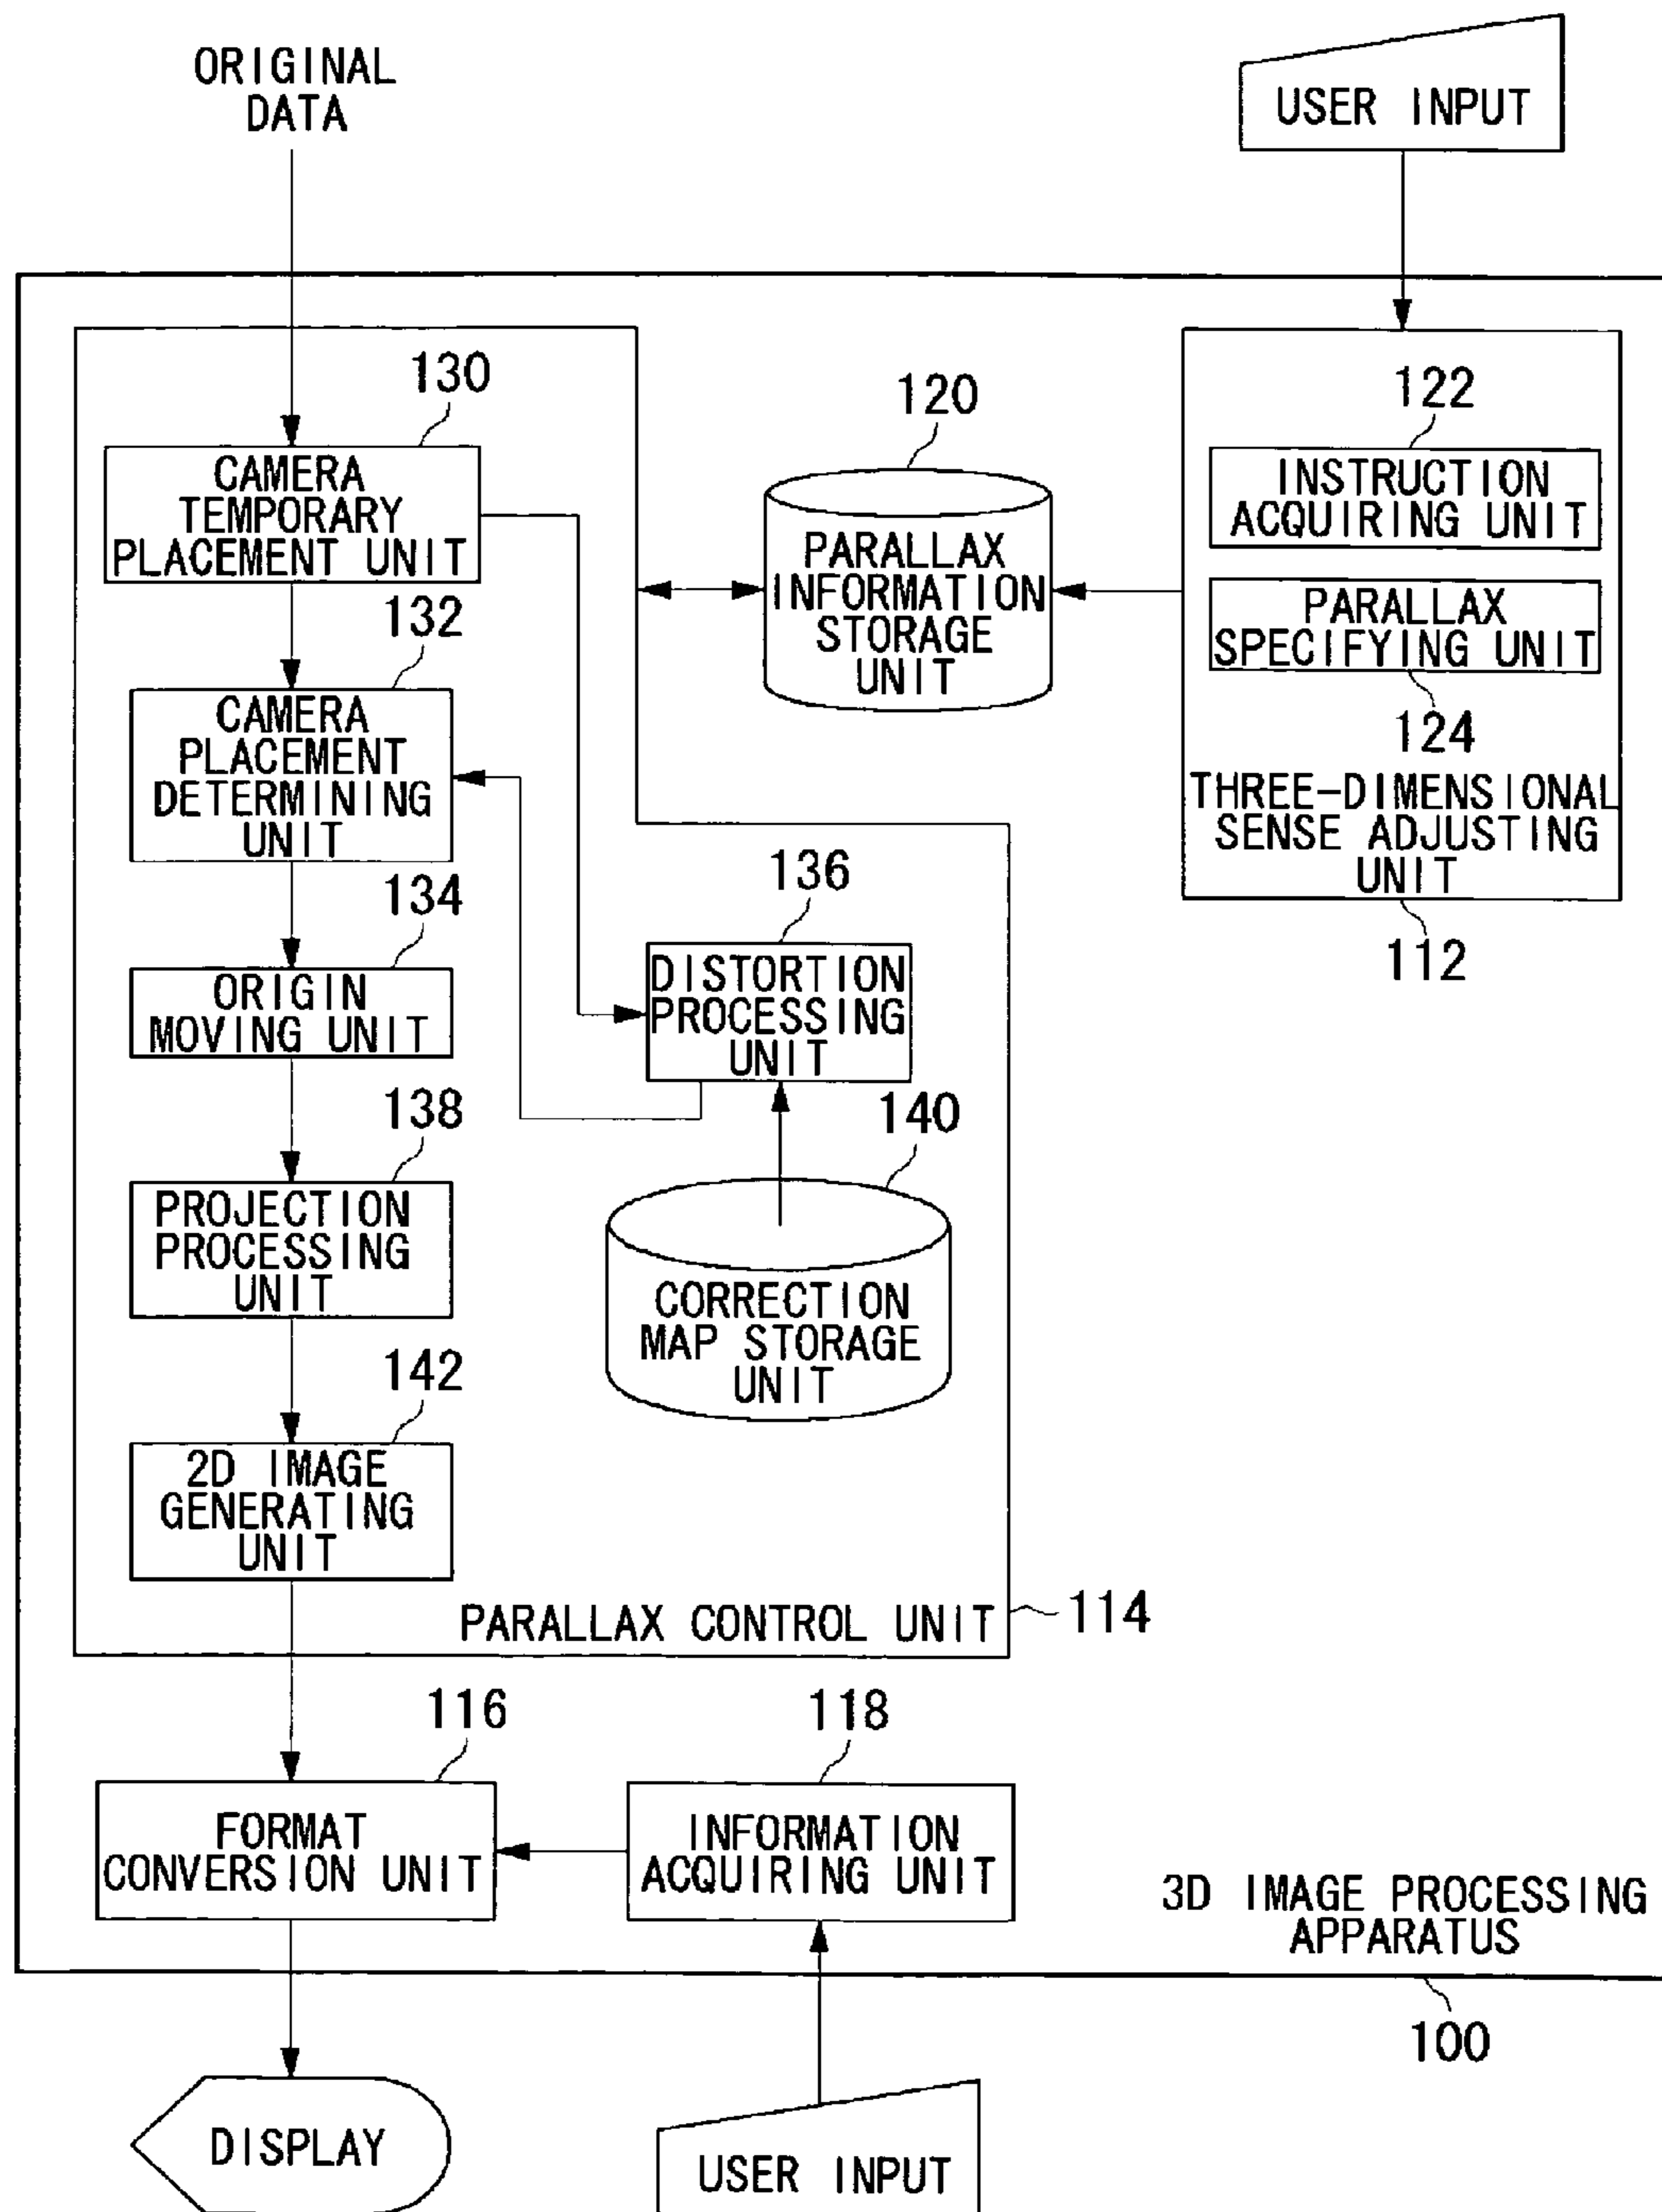 ORIGINAL
DATA
USER INPUT
130
CAMERA
TEMPORARY
PLACEMENT UNIT
120
PARALLAX
INFORMATION
STORAGE
UNIT
122
INSTRUCTION
ACQUIRING UNIT
PARALLAX
SPECIFYING UNIT
124
THREE-DIMENSIONAL
SENSE ADJUSTING
UNIT
112
132
CAMERA
PLACEMENT
DETERMINING
UNIT
134
ORIGIN
MOVING UNIT
136
DISTORTION
PROCESSING
UNIT
138
PROJECTION
PROCESSING
UNIT
140
CORRECTION
MAP STORAGE
UNIT
142
2D IMAGE
GENERATING
UNIT
PARALLAX CONTROL UNIT
114
116
FORMAT
CONVERSION UNIT
118
INFORMATION
ACQUIRING UNIT
3D IMAGE PROCESSING
APPARATUS
100
DISPLAY
USER INPUT